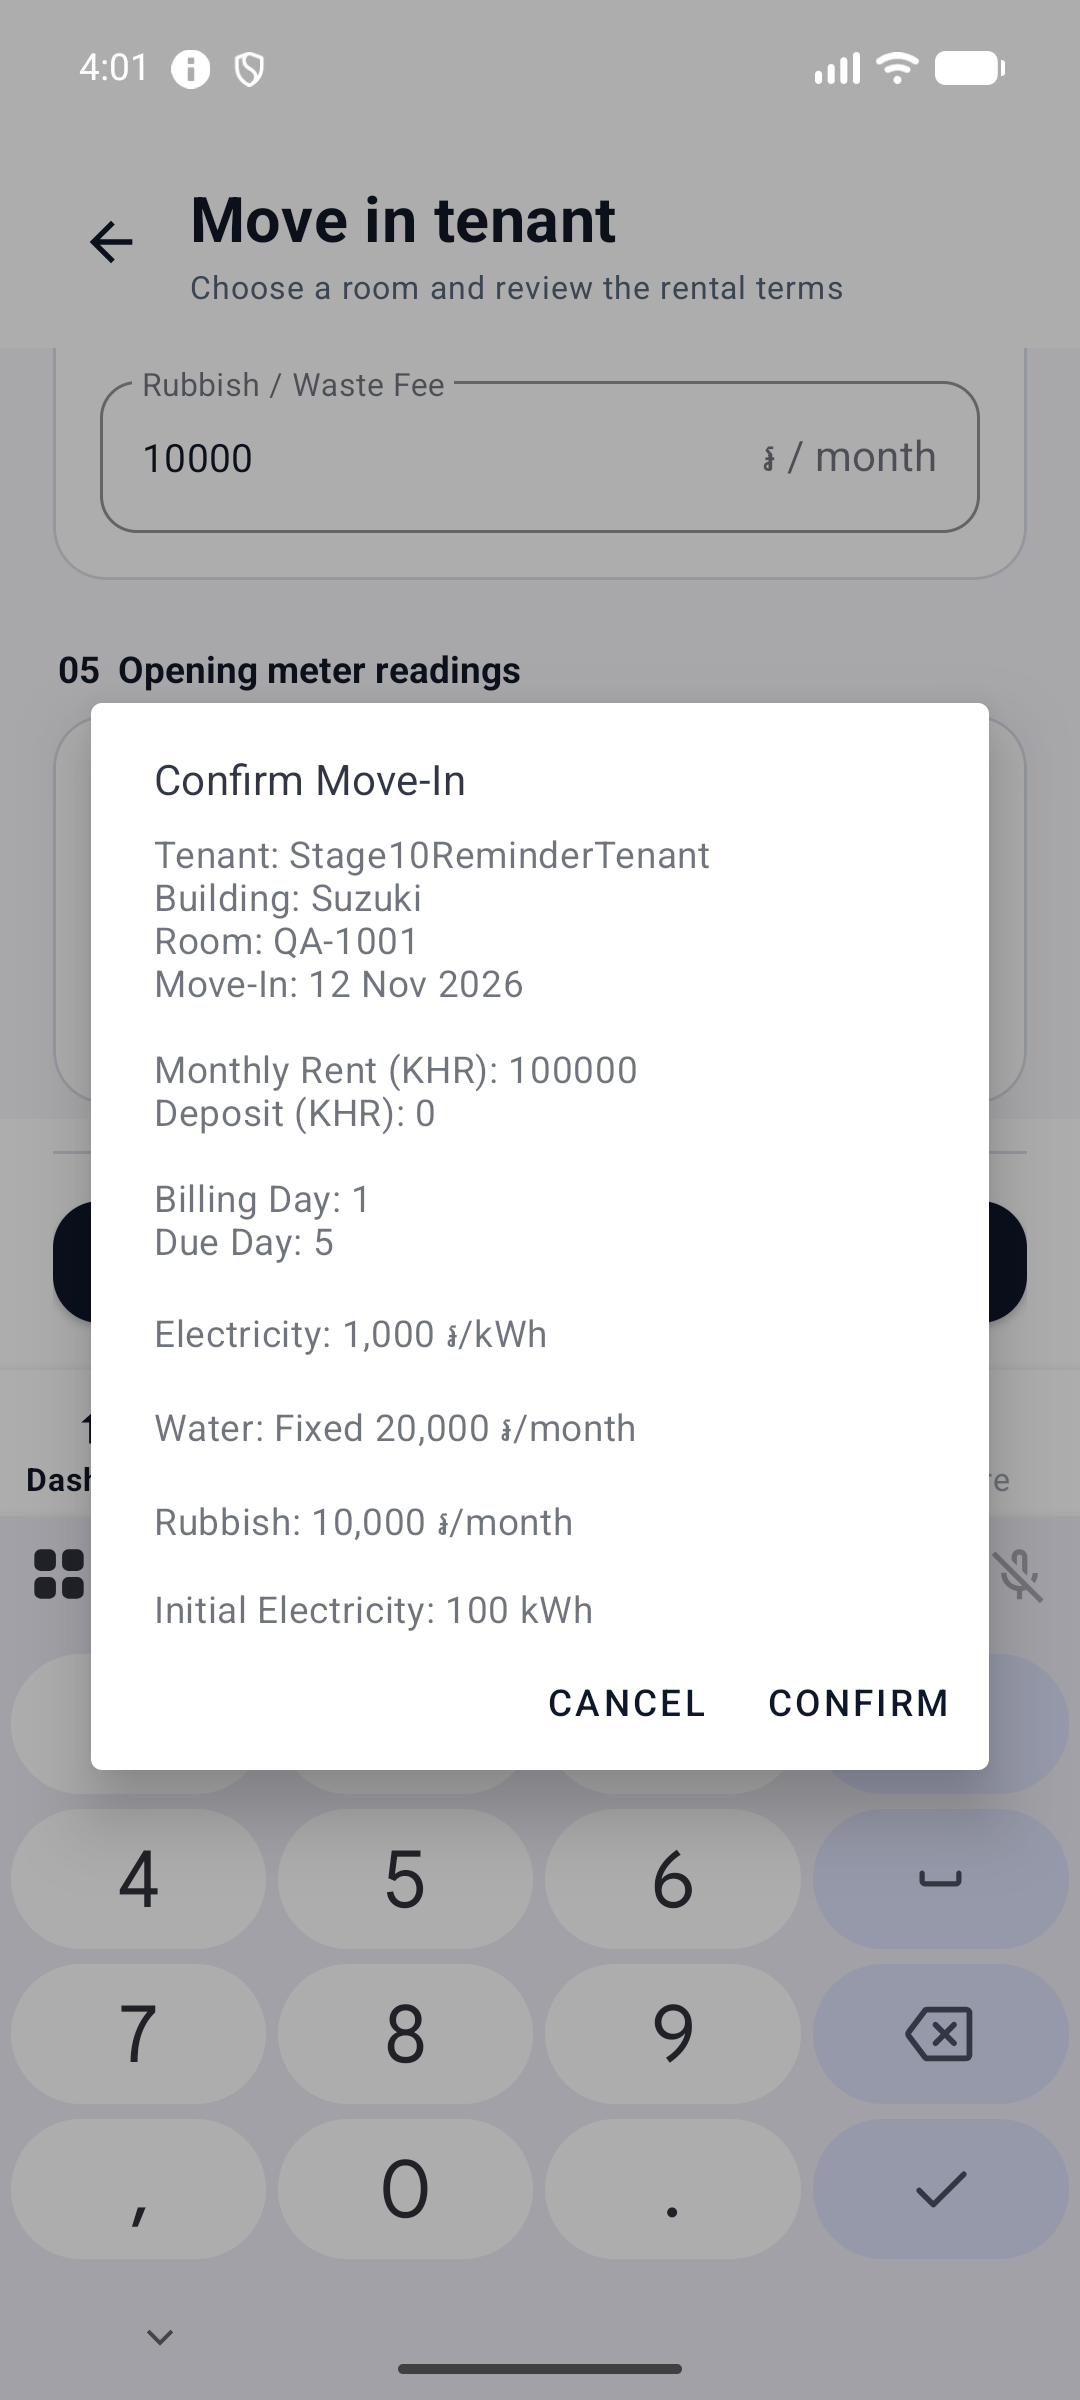 4:01
Move in tenant
Choose a room and review the rental terms
Rubbish / Waste Fee
10000 ៛ / month
05 Opening meter readings
Confirm Move-In
Tenant: Stage10ReminderTenant
Building: Suzuki
Room: QA-1001
Move-In: 12 Nov 2026
Monthly Rent (KHR): 100000
Deposit (KHR): 0
Billing Day: 1
Due Day: 5
Electricity: 1,000 ៛/kWh
Water: Fixed 20,000 ៛/month
Rubbish: 10,000 ៛/month
Initial Electricity: 100 kWh
CANCEL CONFIRM
4 5 6
7 8 9
, 0 .